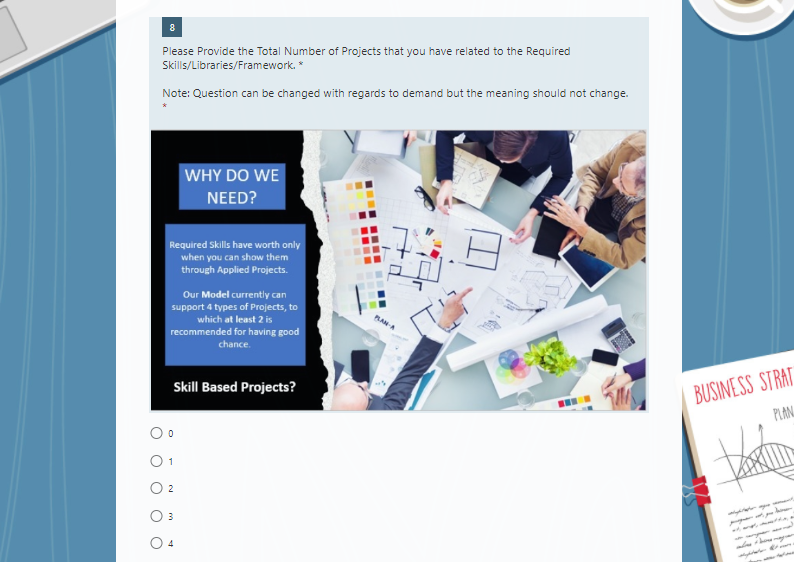 8
Please Provide the Total Number of Projects that you have related to the Required
Skills/Libraries/Framework. *
Note: Question can be changed with regards to demand but the meaning should not change.
*
WHY DO WE
NEED?
Required Skills have worth only
when you can show them
through Applied Projects.
Our Model currently can
support 4 types of Projects, to
which at least 2 is
recommended for having good
chance.
Skill Based Projects?
PLAN-A
0
1
2
3
4
BUSINESS STRAT
PLAN